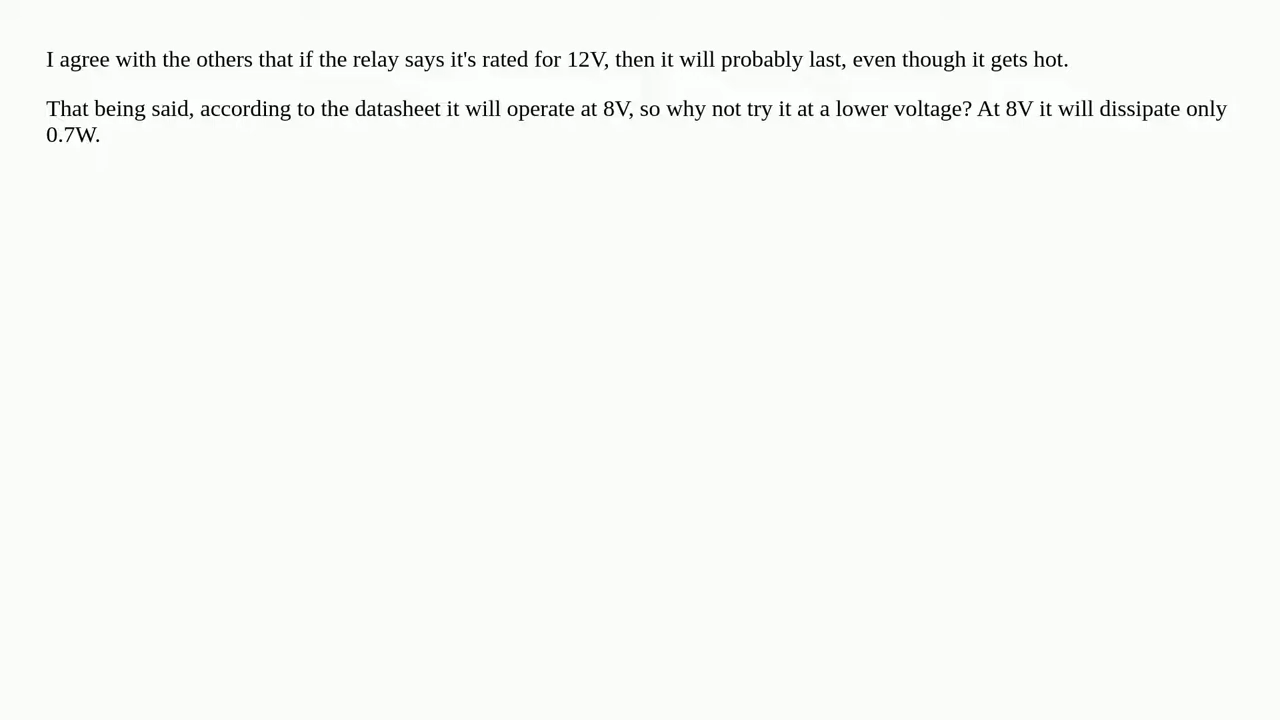 I agree with the others that if the relay says it's rated for 12V, then it will probably last, even though it gets hot.
That being said, according to the datasheet it will operate at 8V, so why not try it at a lower voltage? At 8V it will dissipate only
0.7W.